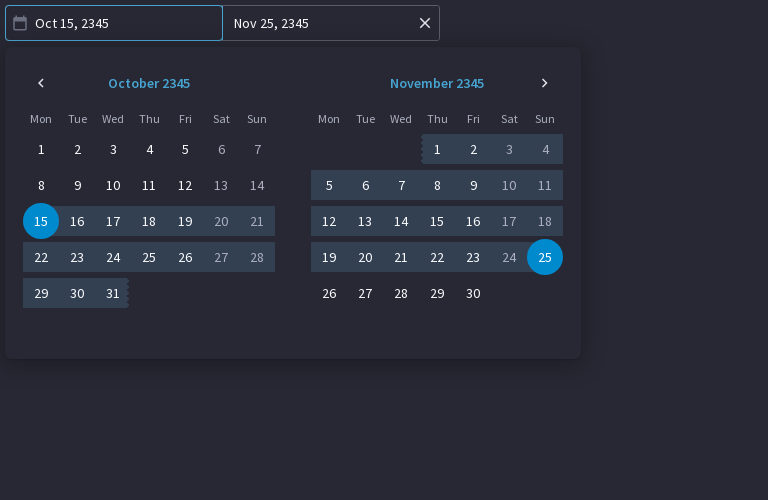 Oct 15, 2345 Nov 25, 2345
October 2345
Mon Tue Wed Thu Fri Sat Sun
1 2 3 4 5 6 7
8 9 10 11 12 13 14
15 16 17 18 19 20 21
22 23 24 25 26 27 28
29 30 31
November 2345
Mon Tue Wed Thu Fri Sat Sun
1 2 3 4
5 6 7 8 9 10 11
12 13 14 15 16 17 18
19 20 21 22 23 24 25
26 27 28 29 30